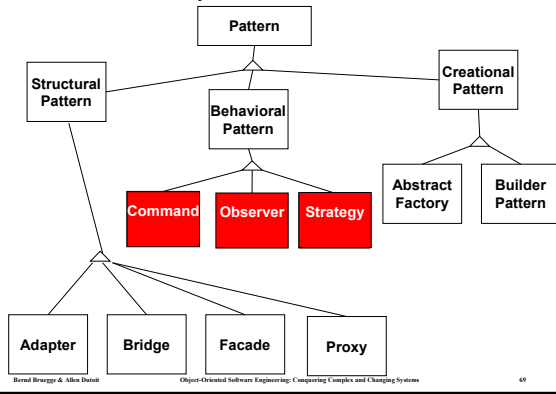 Pattern
Structural
Pattern
Behavioral
Pattern
Creational
Pattern
Command
Observer
Strategy
Abstract
Factory
Builder
Pattern
Adapter
Bridge
Facade
Proxy
Bernd Bruegge & Allen Dutoit
Object-Oriented Software Engineering: Conquering Complex and Changing Systems
69